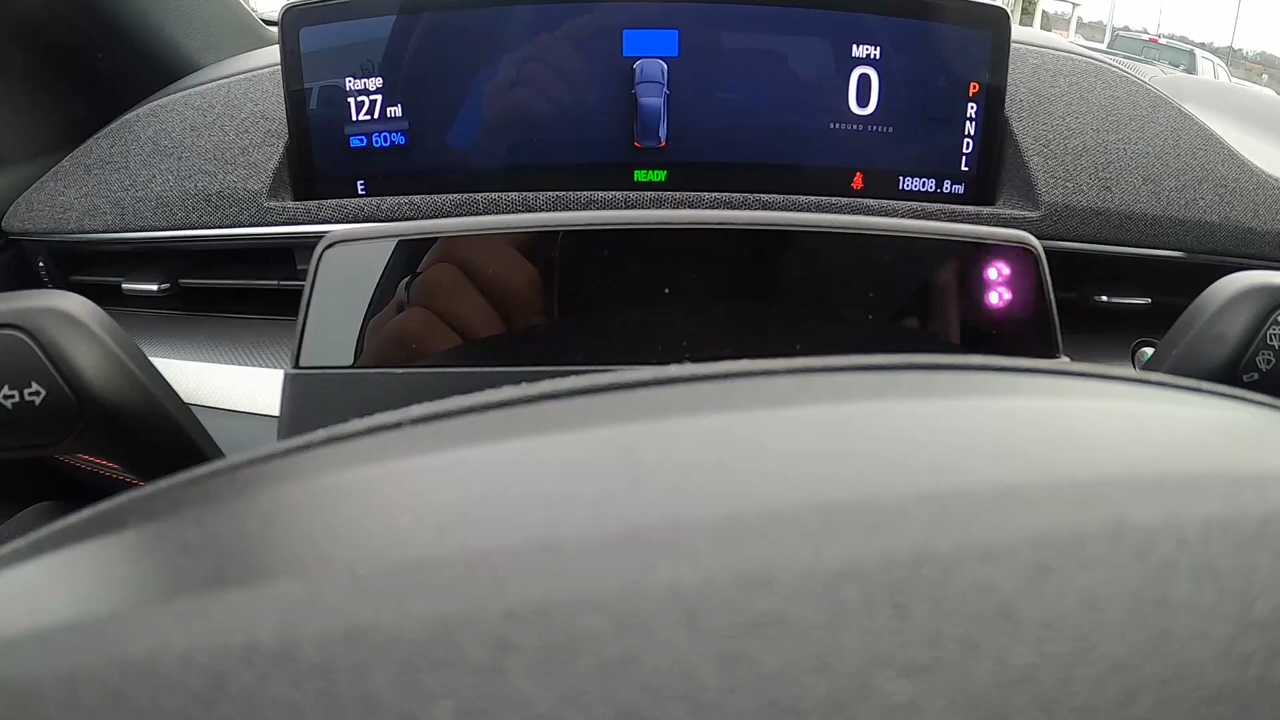 Range
127 mi
60%
E
READY
MPH
0
GROUND SPEED
P
R
N
D
L
18808.8 mi